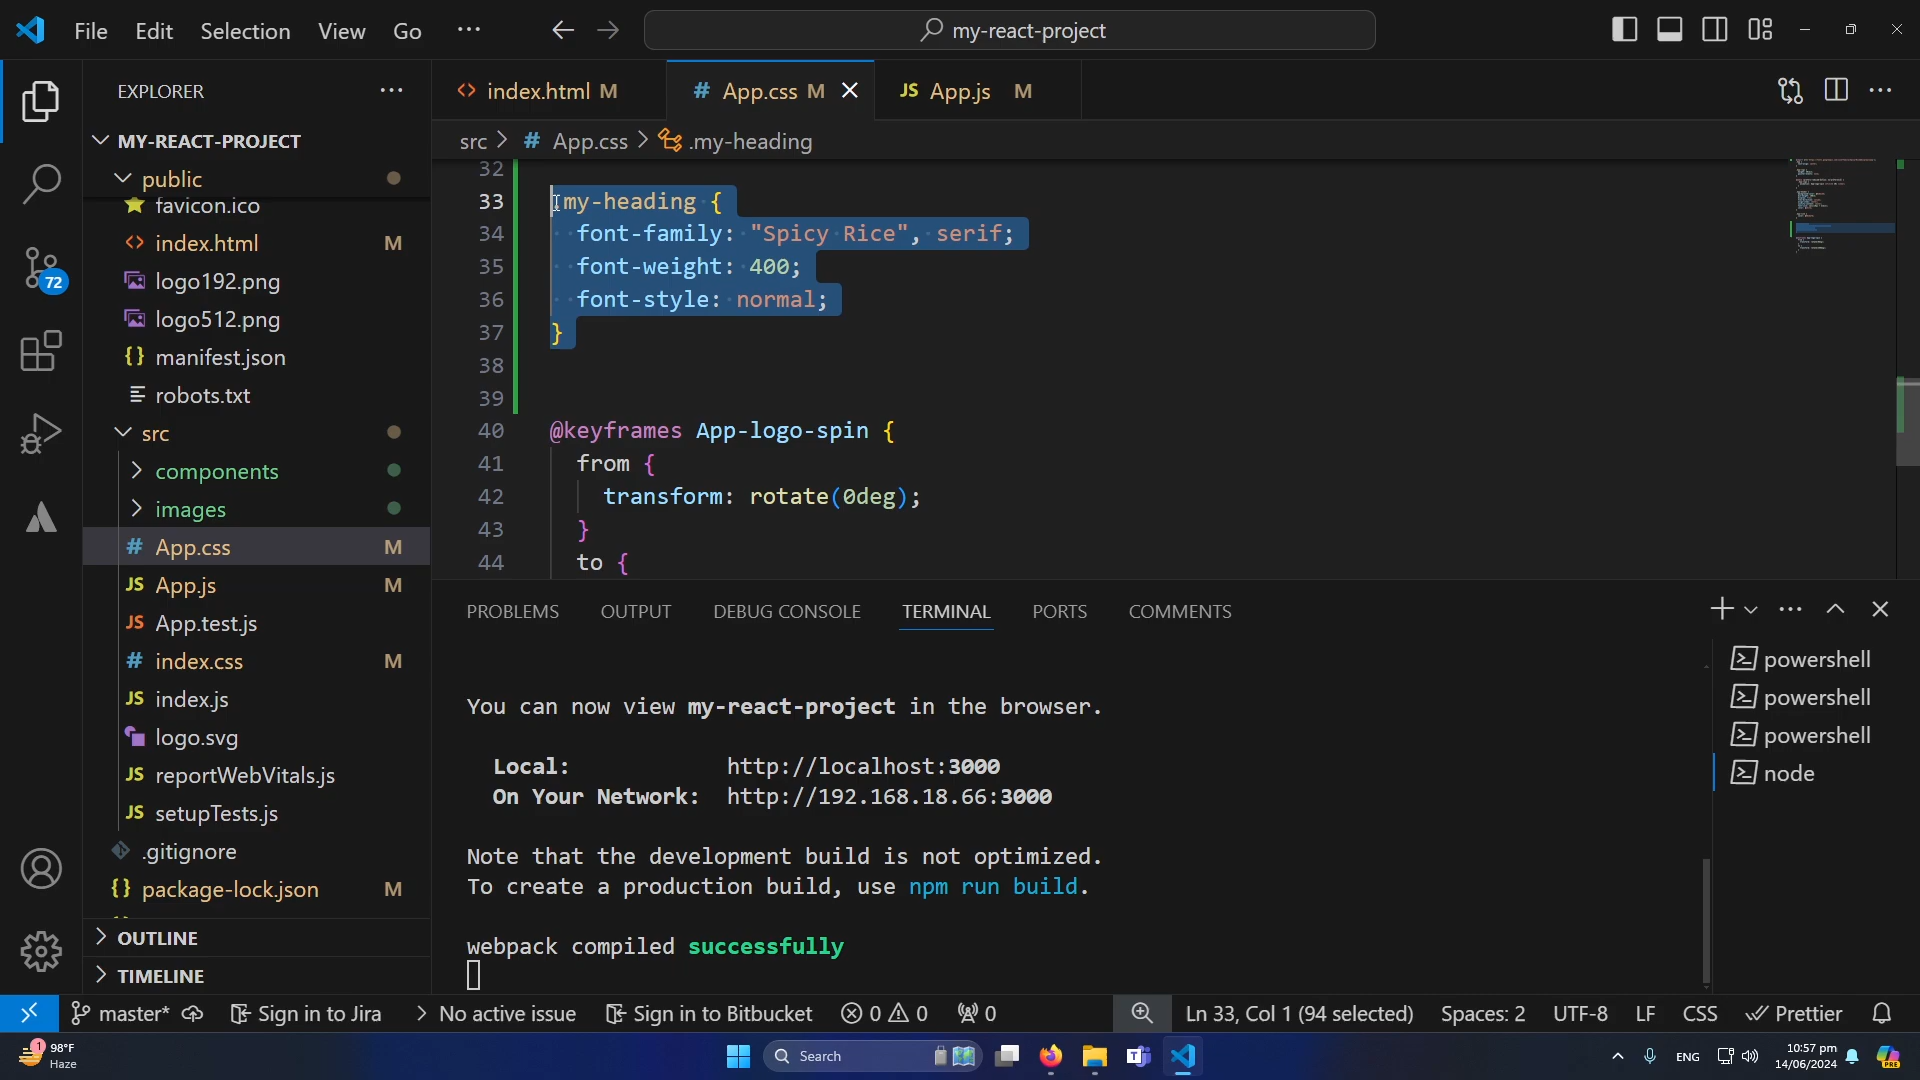 File Edit Selection View Go ···
my-react-project
EXPLORER
MY-REACT-PROJECT
public
favicon.ico
index.html M
logo192.png
logo512.png
manifest.json
robots.txt
src
components
images
App.css M
App.js M
App.test.js
index.css M
index.js
logo.svg
reportWebVitals.js
setupTests.js
.gitignore
package-lock.json M
OUTLINE
TIMELINE
72
index.html M
# App.css M
JS App.js M
src > # App.css > .my-heading
32
33 .my-heading {
34 font-family: "Spicy Rice", serif;
35 font-weight: 400;
36 font-style: normal;
37 }
38
39
40 @keyframes App-logo-spin {
41 from {
42 transform: rotate(0deg);
43 }
44 to {
PROBLEMS OUTPUT DEBUG CONSOLE TERMINAL PORTS COMMENTS
You can now view my-react-project in the browser.
Local: http://localhost:3000
On Your Network: http://192.168.18.66:3000
Note that the development build is not optimized.
To create a production build, use npm run build.
webpack compiled successfully
powershell
powershell
powershell
node
master* Sign in to Jira > No active issue Sign in to Bitbucket 0 0 0 Ln 33, Col 1 (94 selected) Spaces: 2 UTF-8 LF CSS Prettier
1 98°F
Haze
Search
ENG
10:57 pm
14/06/2024
PRE